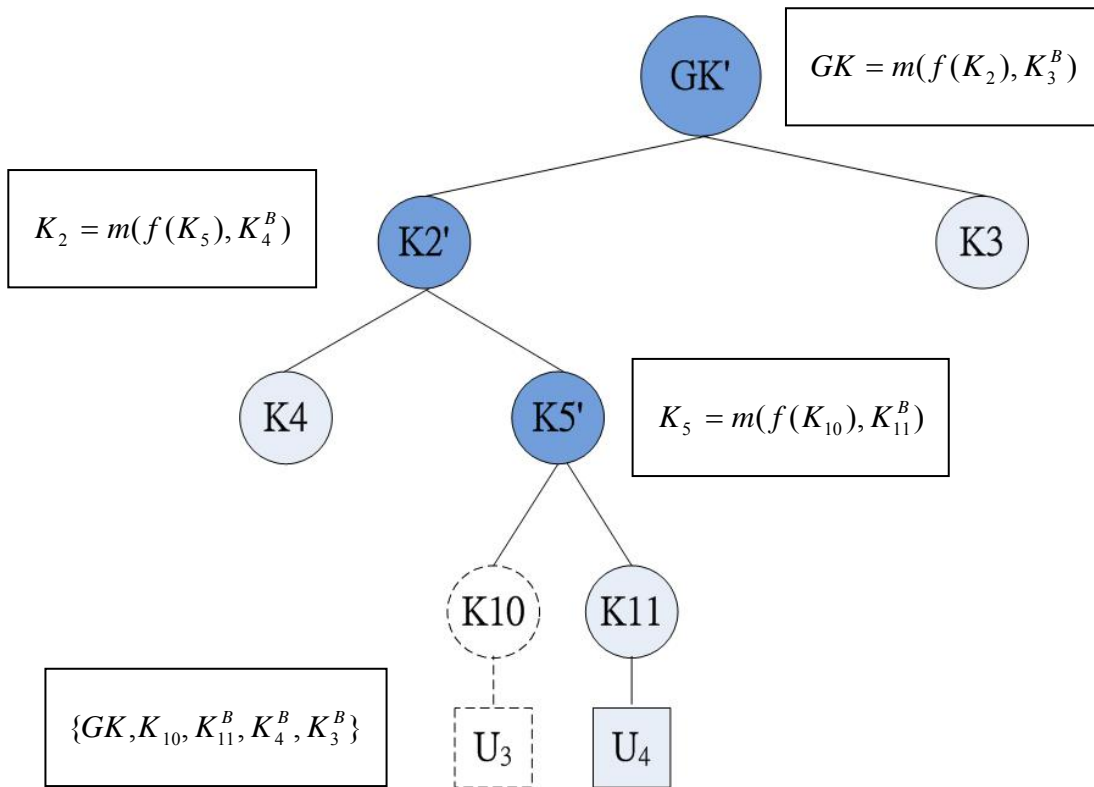 GK'
GK = m(f(K_2), K_3^B)
K_2 = m(f(K_5), K_4^B)
K2'
K3
K4
K5'
K_5 = m(f(K_10), K_11^B)
K10
K11
{GK, K_10, K_11^B, K_4^B, K_3^B}
U_3
U_4